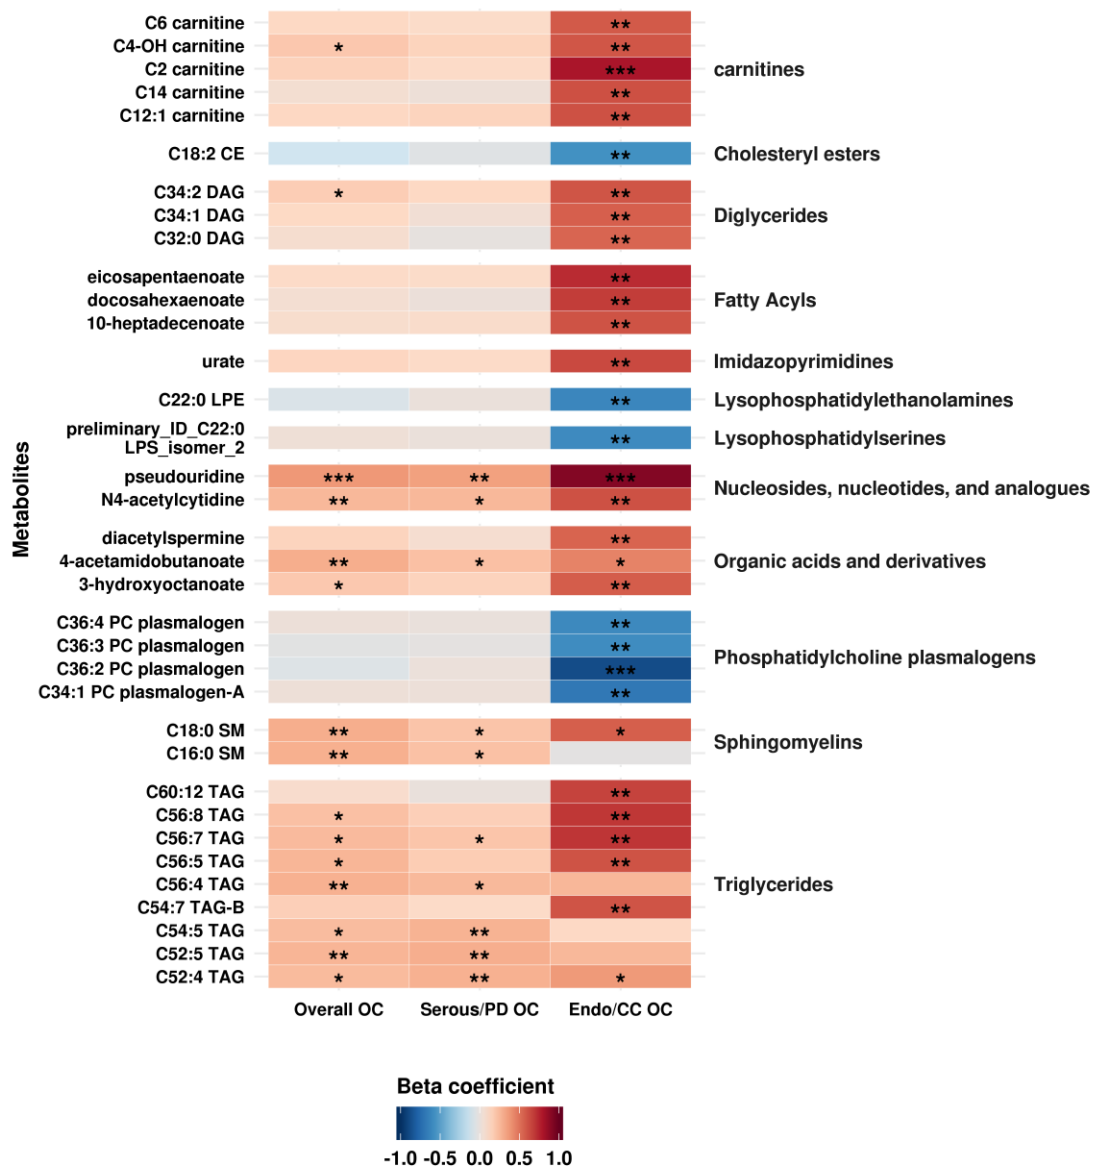 C6 carnitine ** 
C4-OH carnitine * **
C2 carnitine *** carnitines
C14 carnitine **
C12:1 carnitine **
C18:2 CE ** Cholesteryl esters
C34:2 DAG * **
C34:1 DAG ** Diglycerides
C32:0 DAG **
eicosapentaenoate **
docosahexaenoate ** Fatty Acyls
10-heptadecenoate **
urate ** Imidazopyrimidines
C22:0 LPE ** Lysophosphatidylethanolamines
preliminary_ID_C22:0
LPS_isomer_2 ** Lysophosphatidylserines
Metabolites
pseudouridine *** ** ***
Nucleosides, nucleotides, and analogues
N4-acetylcytidine ** * **
diacetylspermine **
4-acetamidobutanoate ** * * Organic acids and derivatives
3-hydroxyoctanoate * **
C36:4 PC plasmalogen **
C36:3 PC plasmalogen **
Phosphatidylcholine plasmalogens
C36:2 PC plasmalogen ***
C34:1 PC plasmalogen-A **
C18:0 SM ** * *
Sphingomyelins
C16:0 SM ** *
C60:12 TAG **
C56:8 TAG * **
C56:7 TAG * * **
C56:5 TAG * **
C56:4 TAG ** * Triglycerides
C54:7 TAG-B **
C54:5 TAG * **
C52:5 TAG ** **
C52:4 TAG * ** *
Overall OC Serous/PD OC Endo/CC OC
Beta coefficient
-1.0 -0.5 0.0 0.5 1.0